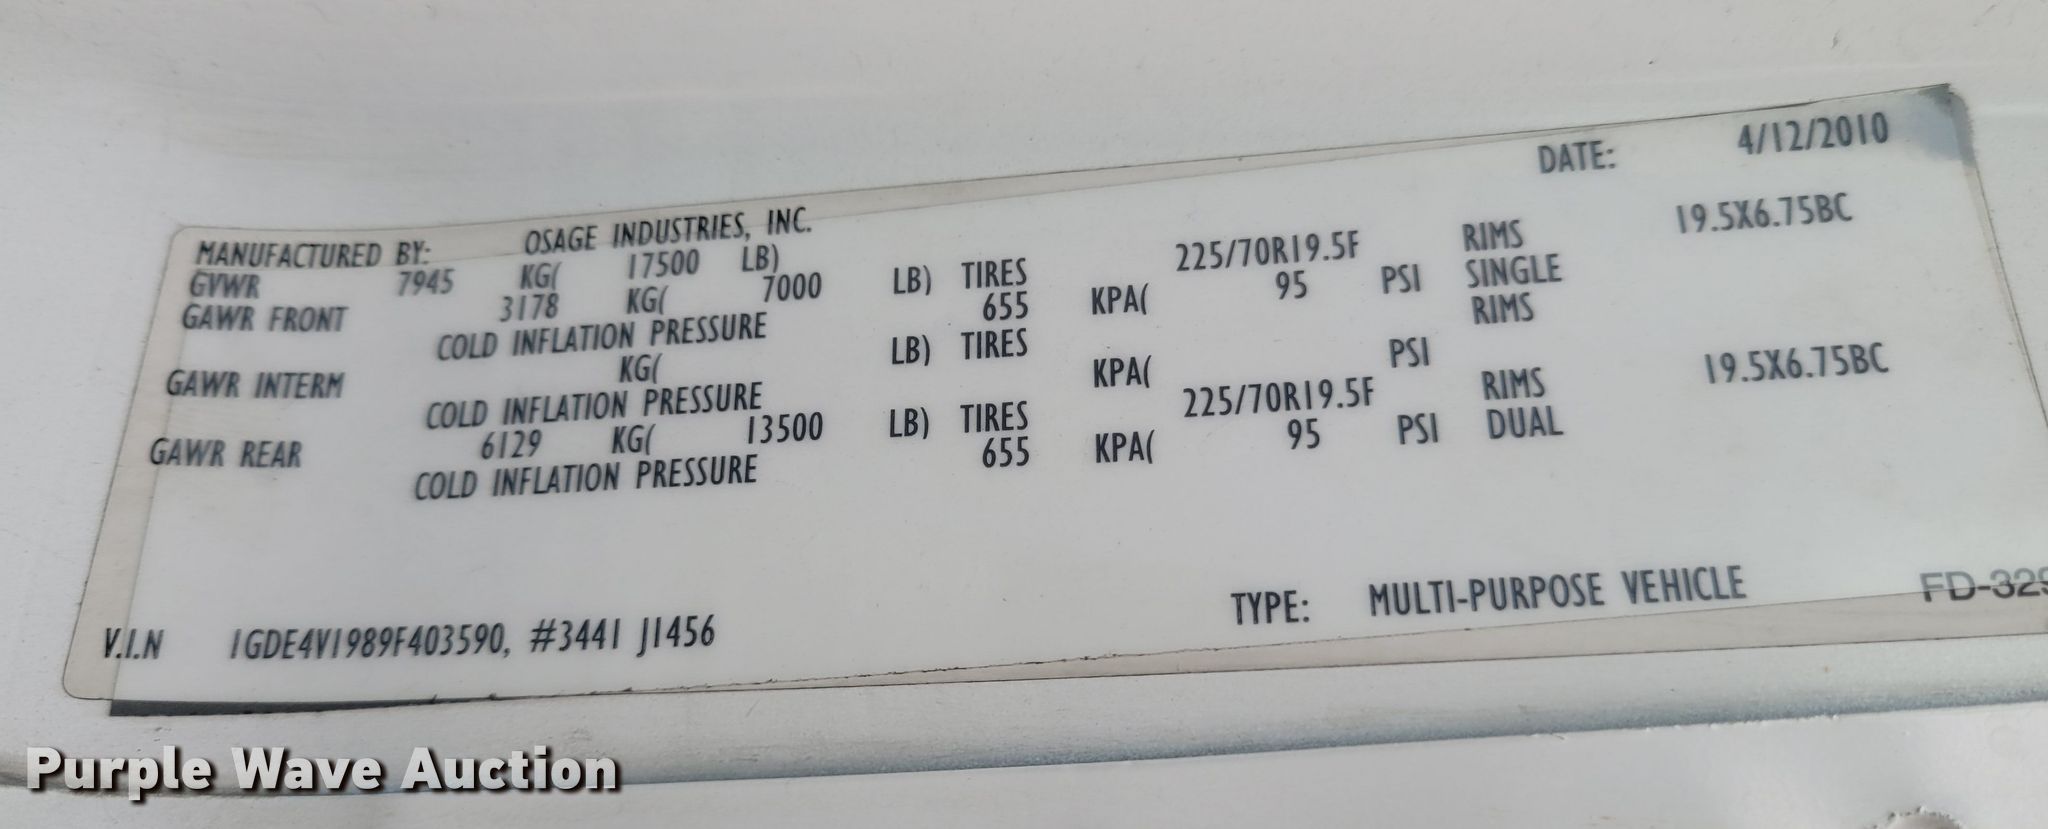 DATE: 4/12/2010
MANUFACTURED BY: OSAGE INDUSTRIES, INC.
GVWR 7945 KG( 17500 LB)
GAWR FRONT 3178 KG( 7000 LB) TIRES 225/70R19.5F RIMS 19.5X6.75BC
COLD INFLATION PRESSURE 655 KPA( 95 PSI SINGLE
GAWR INTERM KG( LB) TIRES RIMS
COLD INFLATION PRESSURE KPA( PSI
GAWR REAR 6129 KG( 13500 LB) TIRES 225/70R19.5F RIMS 19.5X6.75BC
COLD INFLATION PRESSURE 655 KPA( 95 PSI DUAL
TYPE: MULTI-PURPOSE VEHICLE
V.I.N 1GDE4V1989F403590, #3441 J1456
Purple Wave Auction